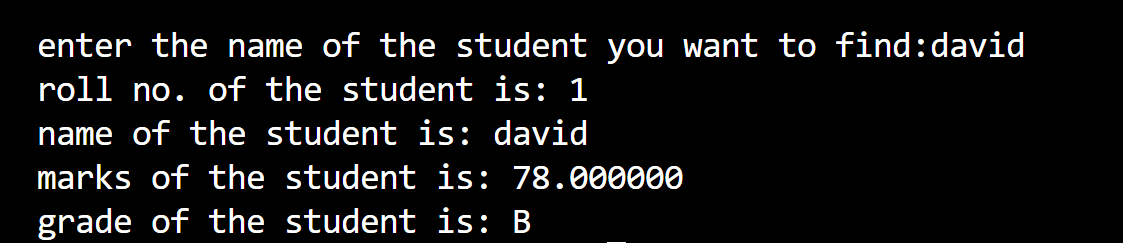 enter the name of the student you want to find:david
roll no. of the student is: 1
name of the student is: david
marks of the student is: 78.000000
grade of the student is: B